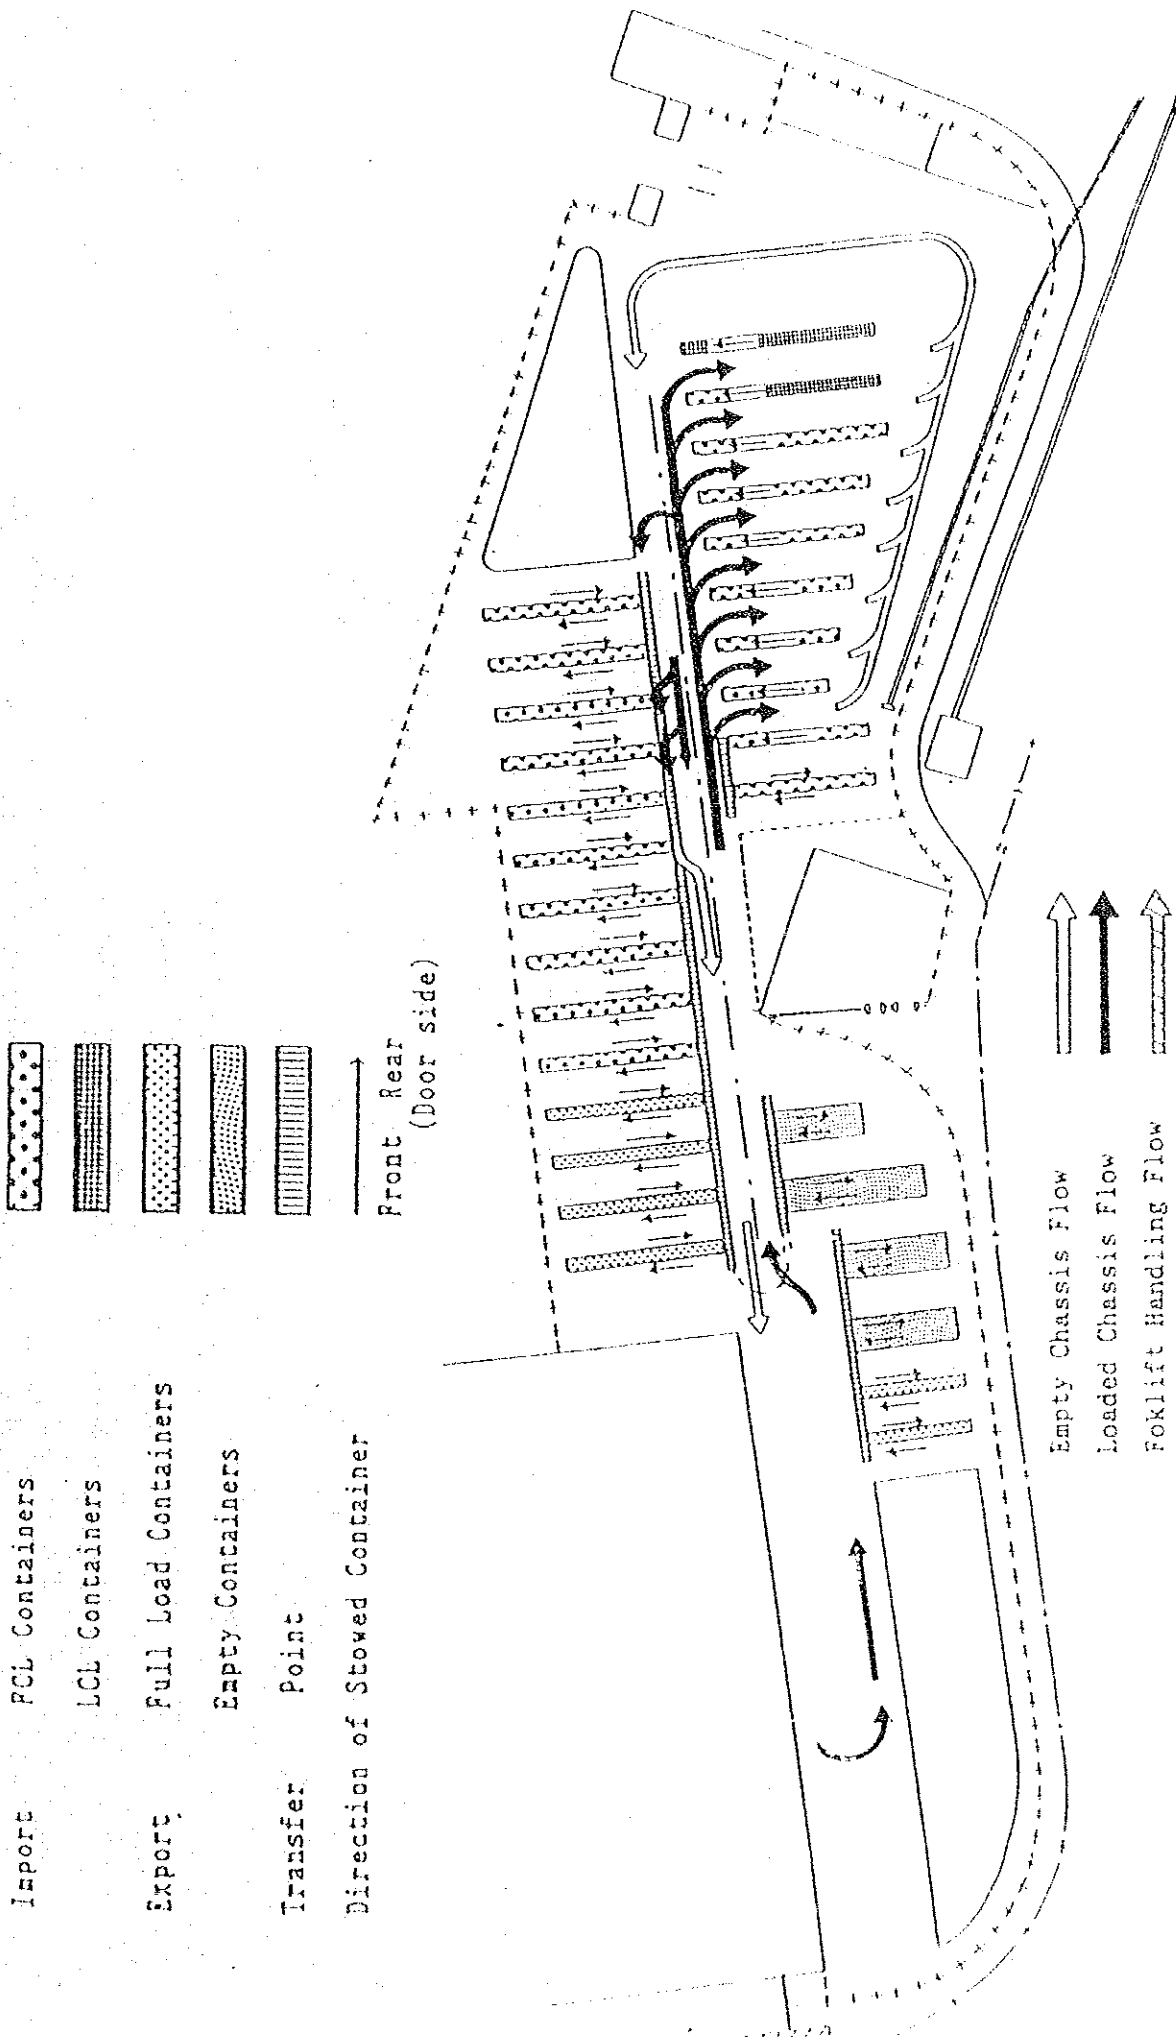 Import FCL Containers
LCL Containers
Export Full Load Containers
Empty Containers
Transfer Point
Direction of Stowed Container
Front Rear
(Door side)
Empty Chassis Flow
Loaded Chassis Flow
Foklift Handling Flow